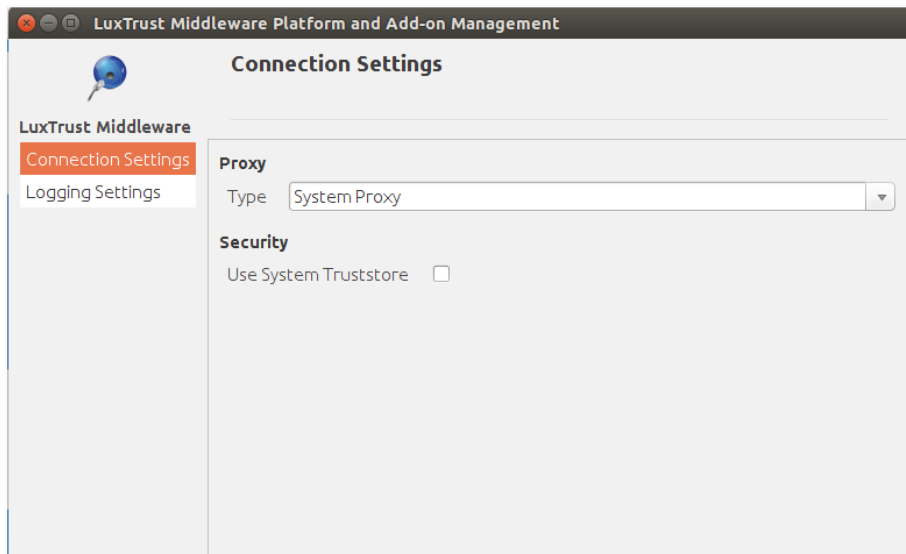 LuxTrust Middleware Platform and Add-on Management
Connection Settings
LuxTrust Middleware
Connection Settings
Logging Settings
Proxy
Type System Proxy
Security
Use System Truststore